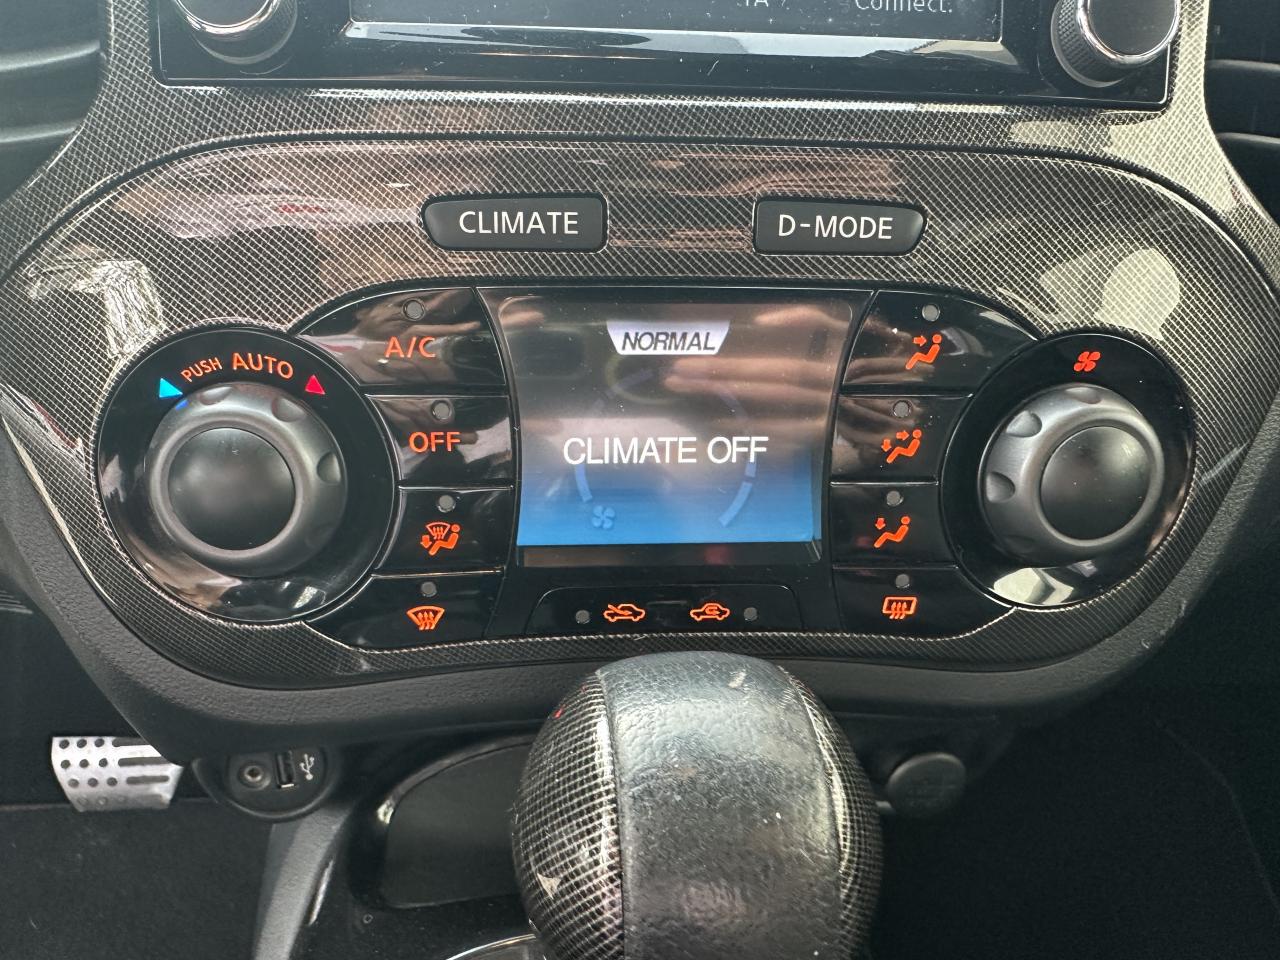 Connect.
CLIMATE
D-MODE
PUSH AUTO
A/C
OFF
NORMAL
CLIMATE OFF